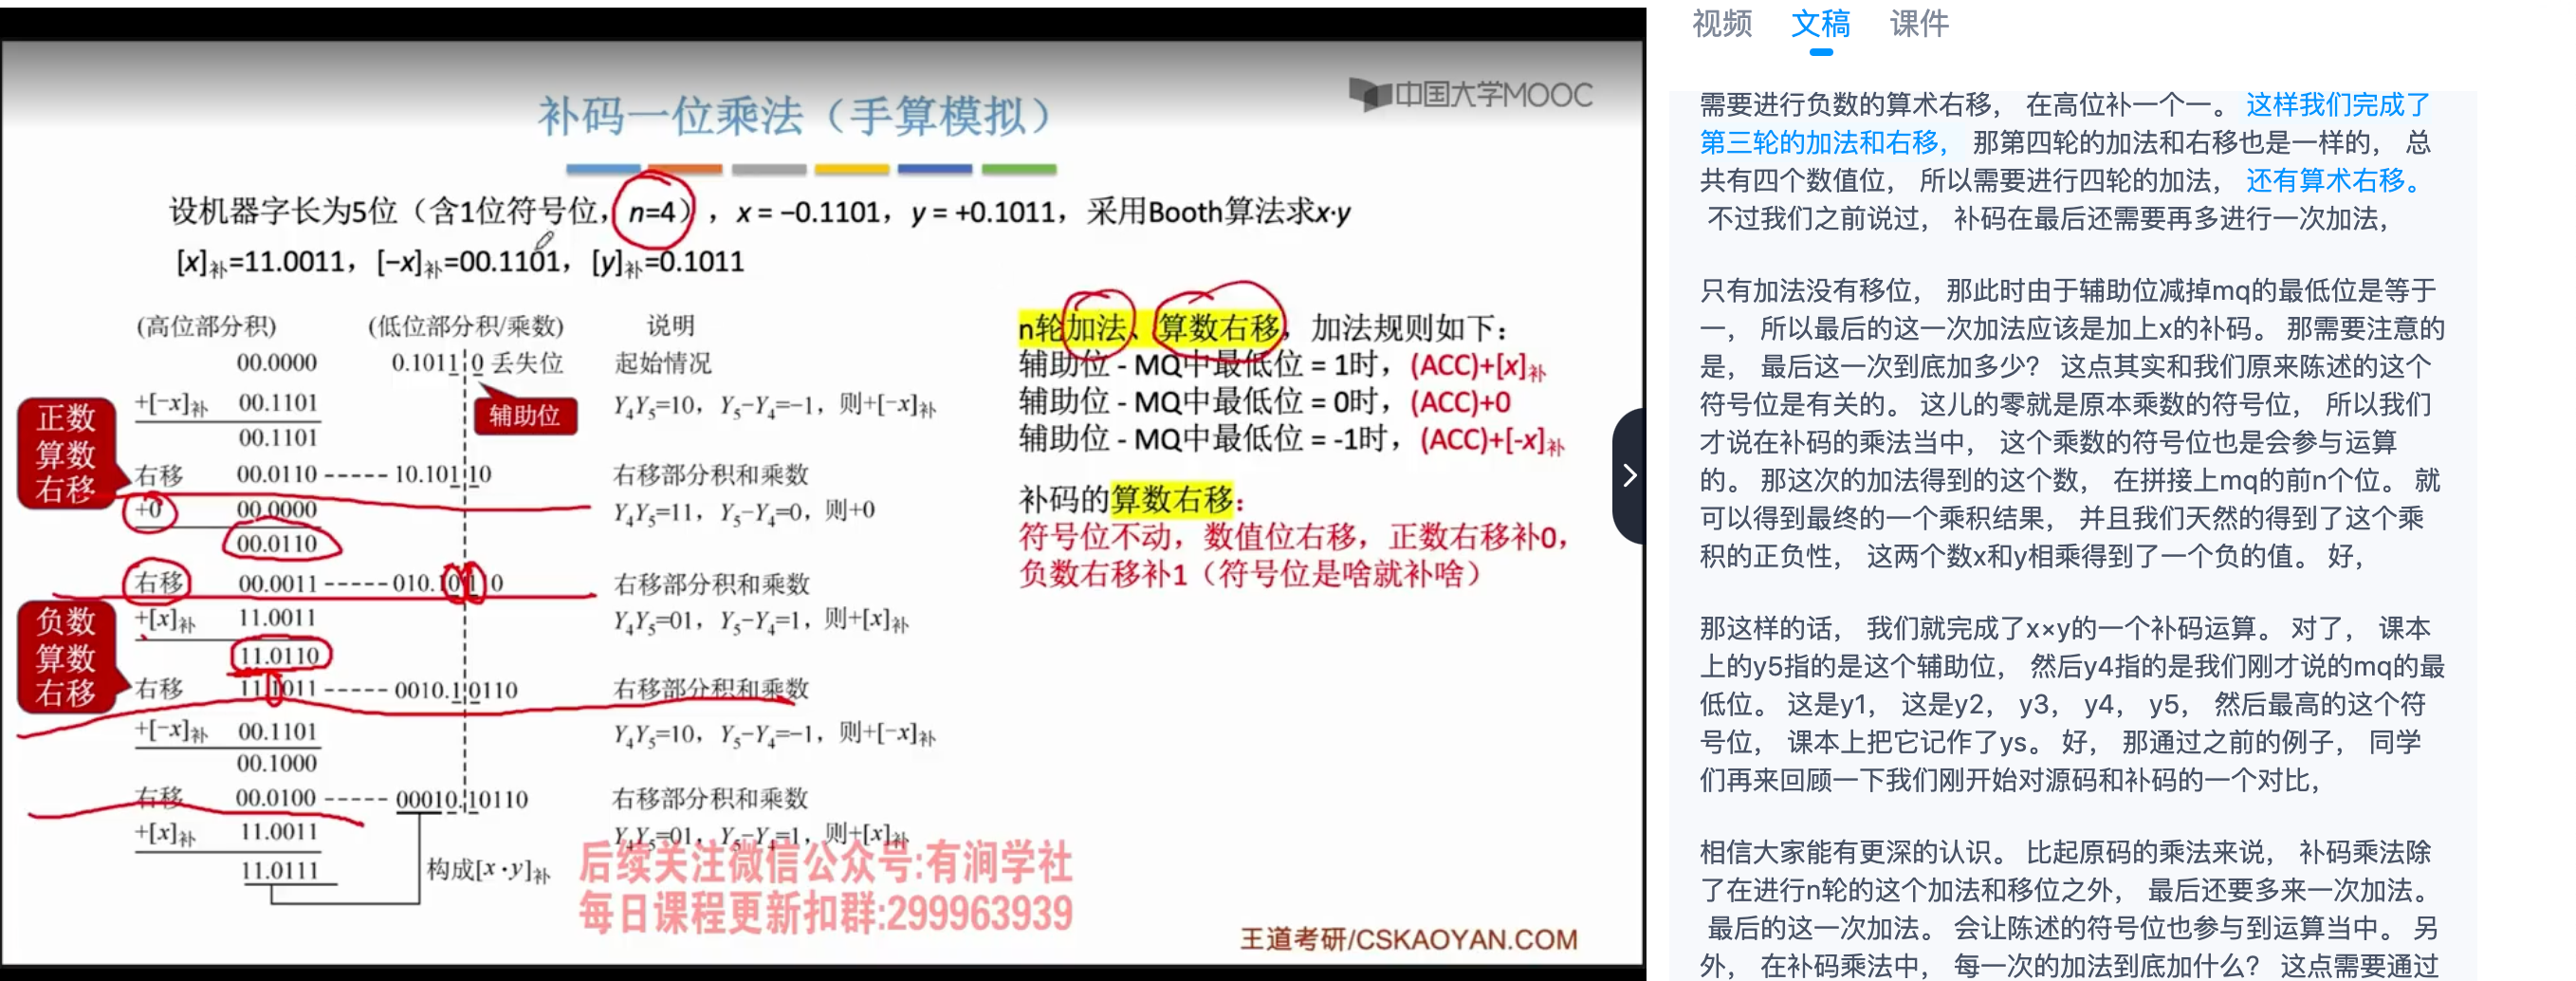 中国大学MOOC
补码一位乘法（手算模拟）
设机器字长为5位（含1位符号位，n=4），x = −0.1101，y = +0.1011，采用Booth算法求x·y
[x]补=11.0011，[−x]补=00.1101，[y]补=0.1011
(高位部分积) (低位部分积/乘数) 说明
00.0000 0.1011 0 丢失位 起始情况
+[−x]补 00.1101 Y4Y5=10，Y5−Y4=−1，则+[−x]补
辅助位
00.1101
正数
算数
右移
右移 00.0110 ----- 10.101 10 右移部分积和乘数
+0 00.0000 Y4Y5=11，Y5−Y4=0，则+0
00.0110
右移 00.0011 ----- 010.10 1 0 右移部分积和乘数
+[x]补 11.0011 Y4Y5=01，Y5−Y4=1，则+[x]补
11.0110
负数
算数
右移
右移 11.1011 ----- 0010.1 0110 右移部分积和乘数
+[−x]补 00.1101 Y4Y5=10，Y5−Y4=−1，则+[−x]补
00.1000
右移 00.0100 ----- 00010.10110 右移部分积和乘数
+[x]补 11.0011 Y4Y5=01，Y5−Y4=1，则+[x]补
11.0111 构成[x·y]补
n轮加法、算数右移，加法规则如下：
辅助位 - MQ中最低位 = 1时，(ACC)+[x]补
辅助位 - MQ中最低位 = 0时，(ACC)+0
辅助位 - MQ中最低位 = -1时，(ACC)+[-x]补
补码的算数右移：
符号位不动，数值位右移，正数右移补0，
负数右移补1（符号位是啥就补啥）
后续关注微信公众号:有涧学社
每日课程更新扣群:299963939
王道考研/CSKAOYAN.COM
视频 文稿 课件
需要进行负数的算术右移， 在高位补一个一。 这样我们完成了
第三轮的加法和右移， 那第四轮的加法和右移也是一样的， 总
共有四个数值位， 所以需要进行四轮的加法， 还有算术右移。
不过我们之前说过， 补码在最后还需要再多进行一次加法，
只有加法没有移位， 那此时由于辅助位减掉mq的最低位是等于
一， 所以最后的这一次加法应该是加上x的补码。 那需要注意的
是， 最后这一次到底加多少？ 这点其实和我们原来陈述的这个
符号位是有关的。 这儿的零就是原本乘数的符号位， 所以我们
才说在补码的乘法当中， 这个乘数的符号位也是会参与运算
的。 那这次的加法得到的这个数， 在拼接上mq的前n个位。 就
可以得到最终的一个乘积结果， 并且我们天然的得到了这个乘
积的正负性， 这两个数x和y相乘得到了一个负的值。 好，
那这样的话， 我们就完成了x×y的一个补码运算。 对了， 课本
上的y5指的是这个辅助位， 然后y4指的是我们刚才说的mq的最
低位。 这是y1， 这是y2， y3， y4， y5， 然后最高的这个符
号位， 课本上把它记作了ys。 好， 那通过之前的例子， 同学
们再来回顾一下我们刚开始对源码和补码的一个对比，
相信大家能有更深的认识。 比起原码的乘法来说， 补码乘法除
了在进行n轮的这个加法和移位之外， 最后还要多来一次加法。
最后的这一次加法。 会让陈述的符号位也参与到运算当中。 另
外， 在补码乘法中， 每一次的加法到底加什么？ 这点需要通过